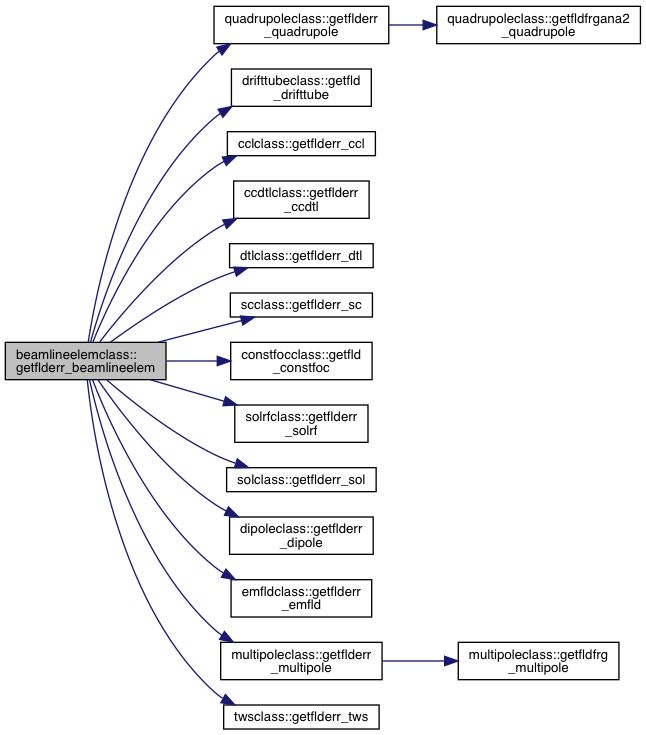 quadrupoleclass::getflderr
_quadrupole
quadrupoleclass::getfldfrgana2
_quadrupole
drifttubeclass::getfld
_drifttube
cclclass::getflderr_ccl
ccdtlclass::getflderr
_ccdtl
dtlclass::getflderr_dtl
scclass::getflderr_sc
beamlineelemclass::
getflderr_beamlineelem
constfocclass::getfld
_constfoc
solrfclass::getflderr
_solrf
solclass::getflderr_sol
dipoleclass::getflderr
_dipole
emfldclass::getflderr
_emfld
multipoleclass::getflderr
_multipole
multipoleclass::getfldfrg
_multipole
twsclass::getflderr_tws